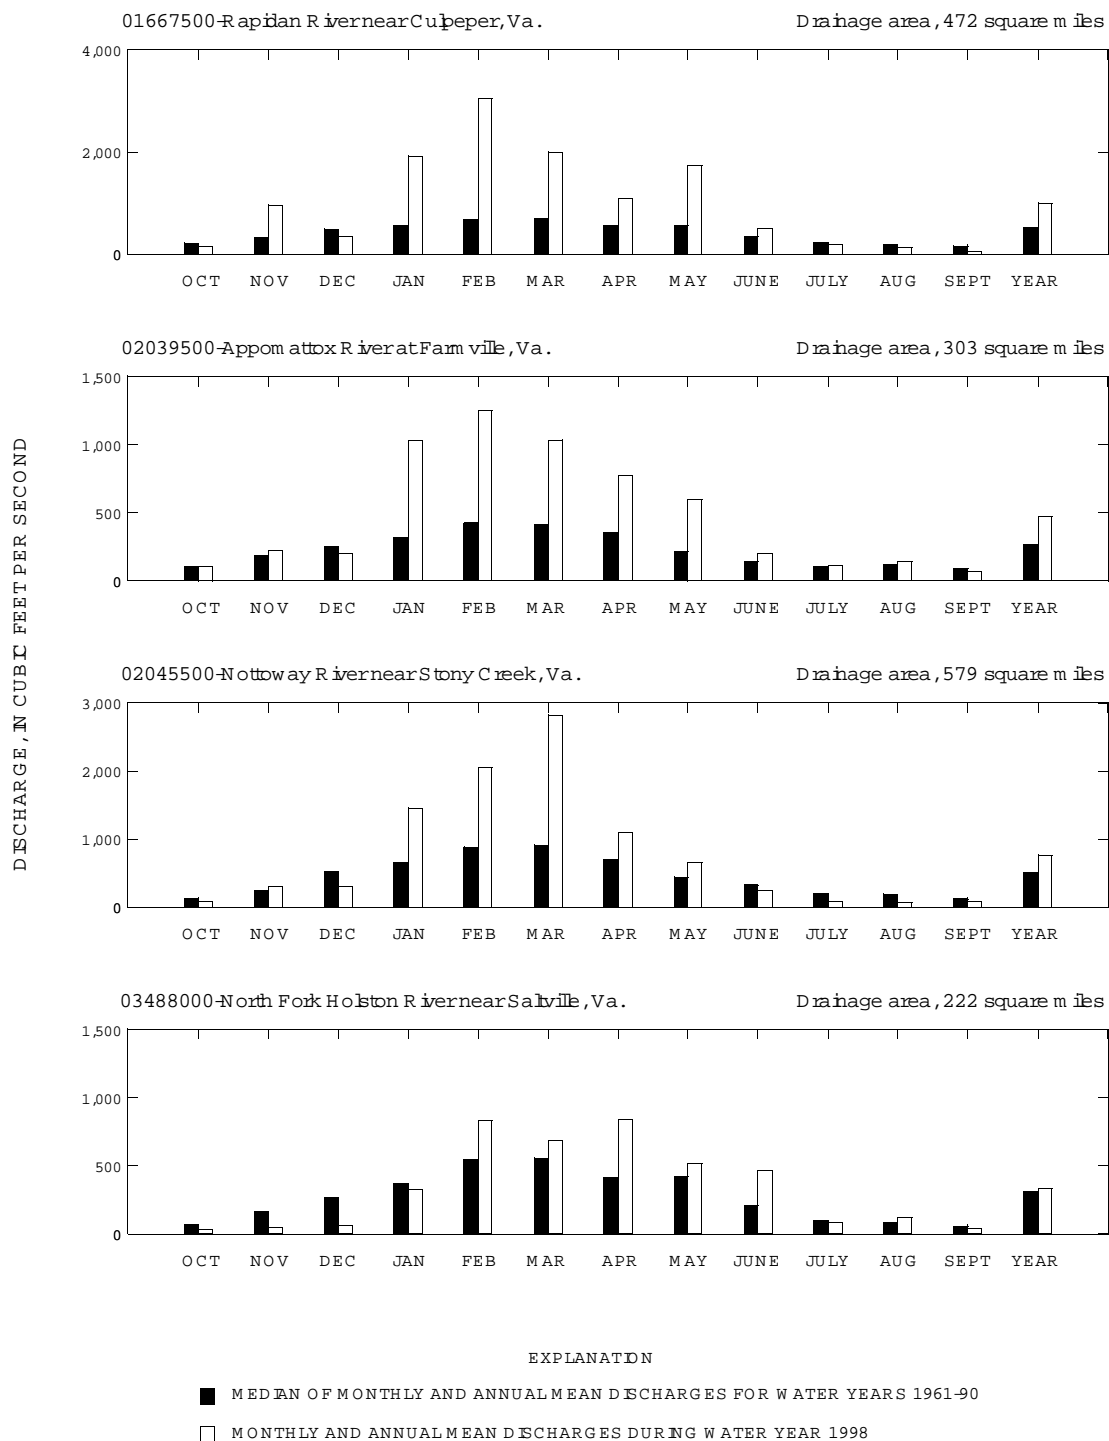 01667500-Rapidan River near Culpeper, Va. Drainage area, 472 square miles
4,000
2,000
0
OCT NOV DEC JAN FEB MAR APR MAY JUNE JULY AUG SEPT YEAR
02039500-Appomattox River at Farmville, Va. Drainage area, 303 square miles
1,500
1,000
500
0
OCT NOV DEC JAN FEB MAR APR MAY JUNE JULY AUG SEPT YEAR
DISCHARGE, IN CUBIC FEET PER SECOND
02045500-Nottoway River near Stony Creek, Va. Drainage area, 579 square miles
3,000
2,000
1,000
0
OCT NOV DEC JAN FEB MAR APR MAY JUNE JULY AUG SEPT YEAR
03488000-North Fork Holston River near Saltville, Va. Drainage area, 222 square miles
1,500
1,000
500
0
OCT NOV DEC JAN FEB MAR APR MAY JUNE JULY AUG SEPT YEAR
EXPLANATION
MEDIAN OF MONTHLY AND ANNUAL MEAN DISCHARGES FOR WATER YEARS 1961-90
MONTHLY AND ANNUAL MEAN DISCHARGES DURING WATER YEAR 1998